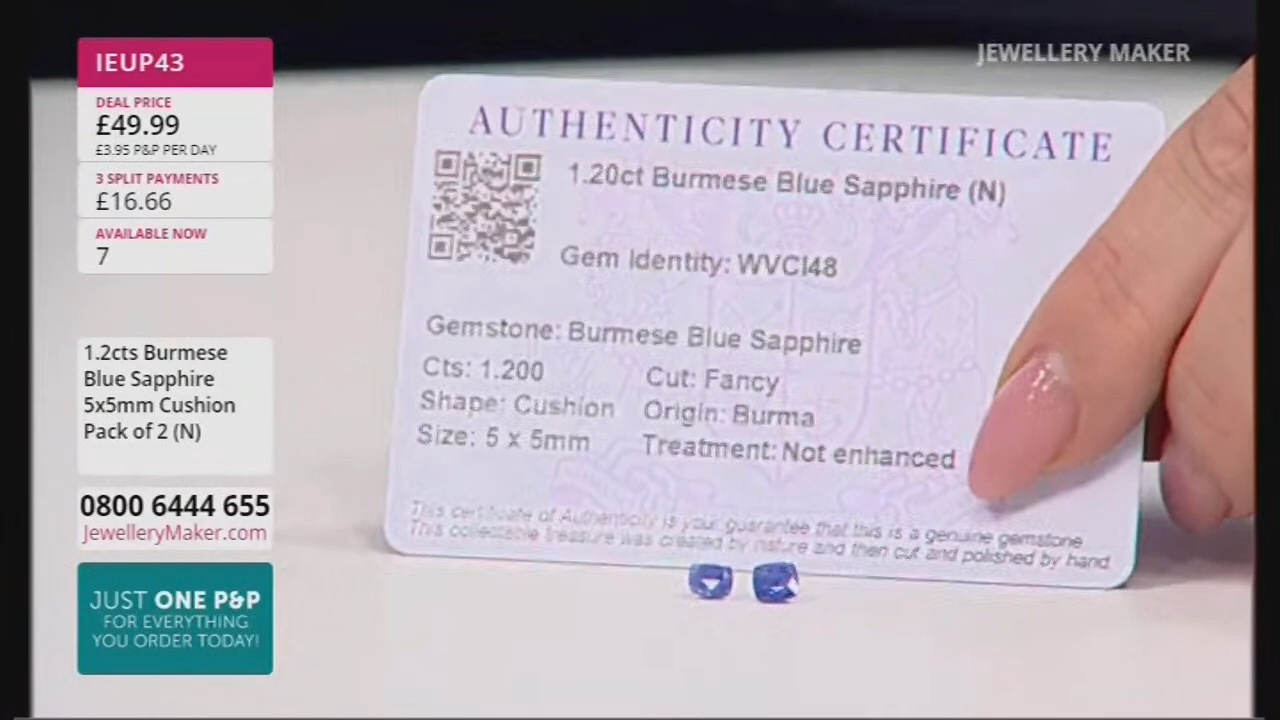 IEUP43
DEAL PRICE
£49.99
£3.95 P&P PER DAY
3 SPLIT PAYMENTS
£16.66
AVAILABLE NOW
7
1.2cts Burmese
Blue Sapphire
5x5mm Cushion
Pack of 2 (N)
0800 6444 655
JewelleryMaker.com
JUST ONE P&P
FOR EVERYTHING
YOU ORDER TODAY!
JEWELLERY MAKER
AUTHENTICITY CERTIFICATE
1.20ct Burmese Blue Sapphire (N)
Gem Identity: WVCI48
Gemstone: Burmese Blue Sapphire
Cts: 1.200 Cut: Fancy
Shape: Cushion Origin: Burma
Size: 5 x 5mm Treatment: Not enhanced
This certificate of Authenticity is your guarantee that this is a genuine gemstone
This collectable treasure was created by nature and then cut and polished by hand